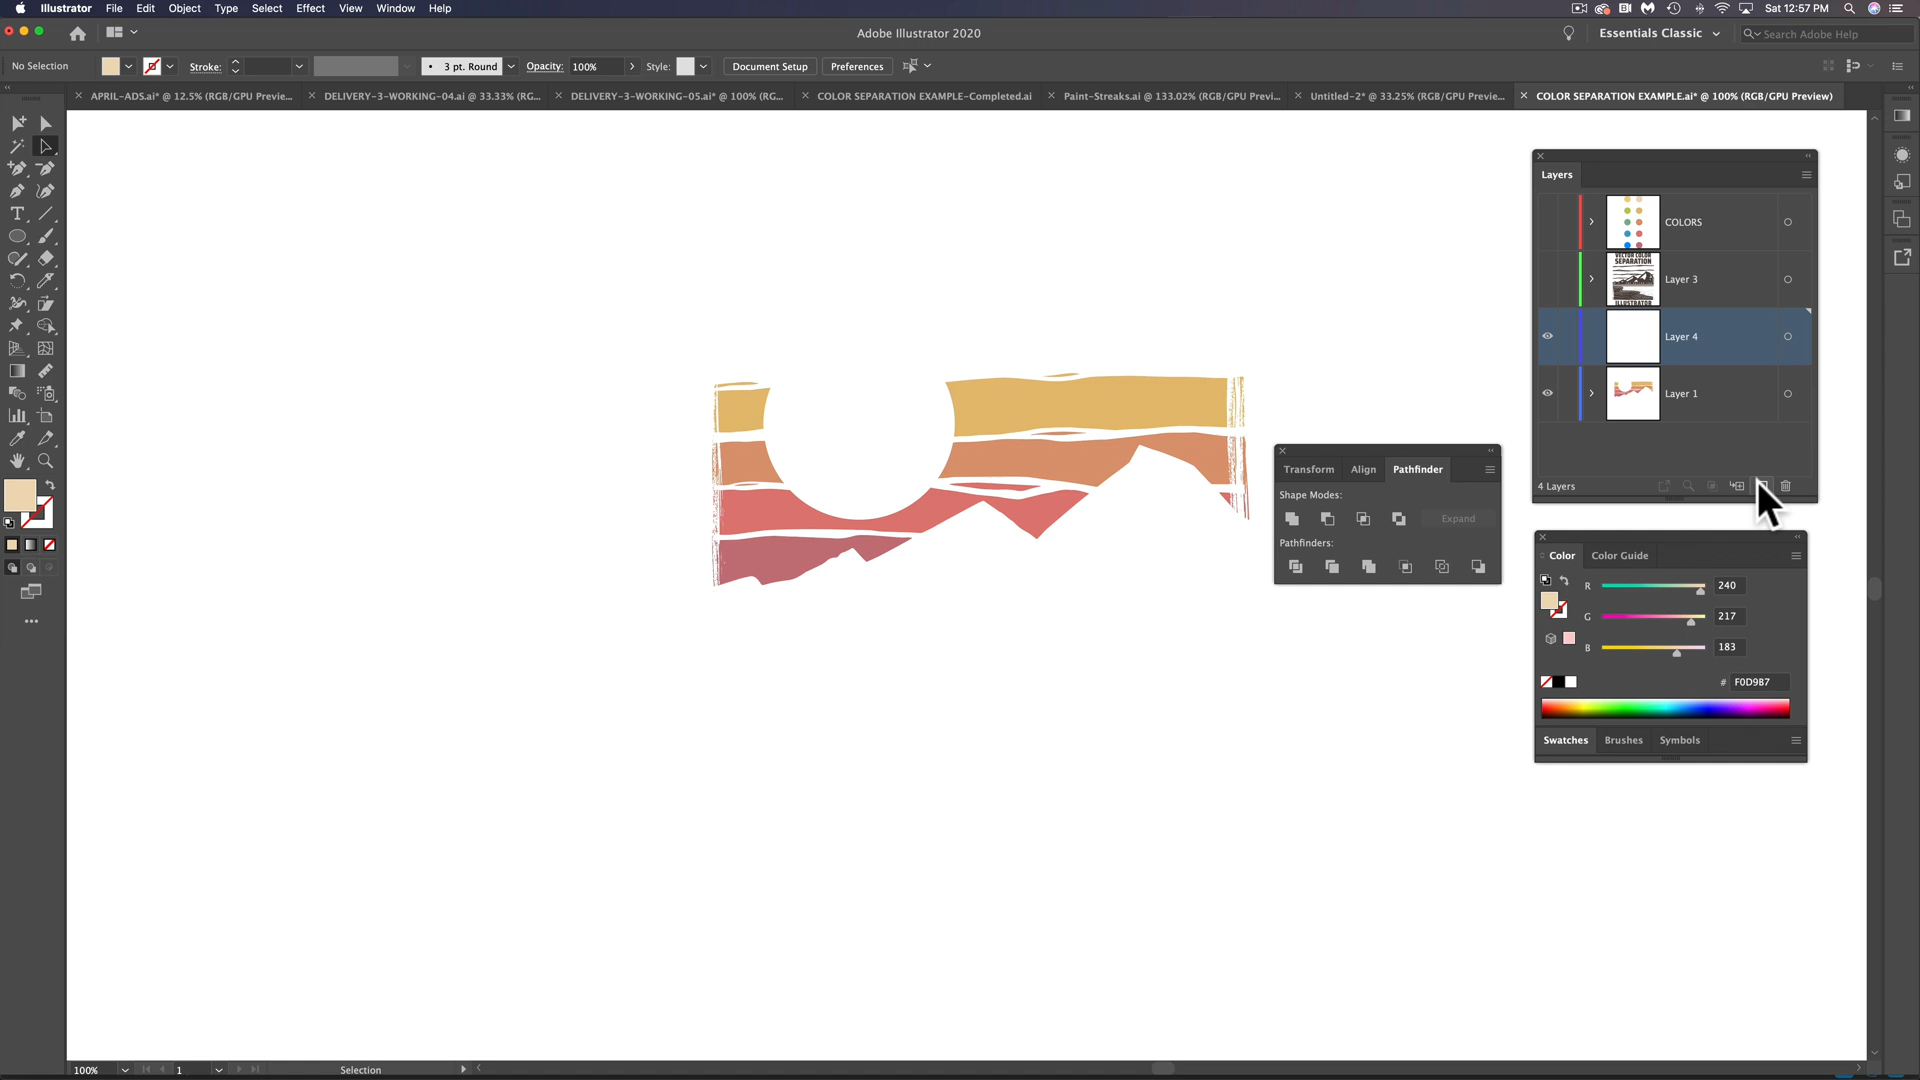 Illustrator File Edit Object Type Select Effect View Window Help
Sat 12:57 PM
Adobe Illustrator 2020
Essentials Classic
Search Adobe Help
No Selection
Stroke:
3 pt. Round
Opacity: 100%
Style:
Document Setup
Preferences
APRIL-ADS.ai* @ 12.5% (RGB/GPU Previe...
DELIVERY-3-WORKING-04.ai @ 33.33% (RG...
DELIVERY-3-WORKING-05.ai* @ 100% (RG...
COLOR SEPARATION EXAMPLE-Completed.ai
Paint-Streaks.ai @ 133.02% (RGB/GPU Previ...
Untitled-2* @ 33.25% (RGB/GPU Previe...
COLOR SEPARATION EXAMPLE.ai* @ 100% (RGB/GPU Preview)
Layers
COLORS
VECTOR COLOR
SEPARATION
ILLUSTRATOR
Layer 3
Layer 4
Layer 1
4 Layers
Transform Align Pathfinder
Shape Modes:
Expand
Pathfinders:
Color Color Guide
R 240
G 217
B 183
# F0D9B7
Swatches Brushes Symbols
100%
1
Selection